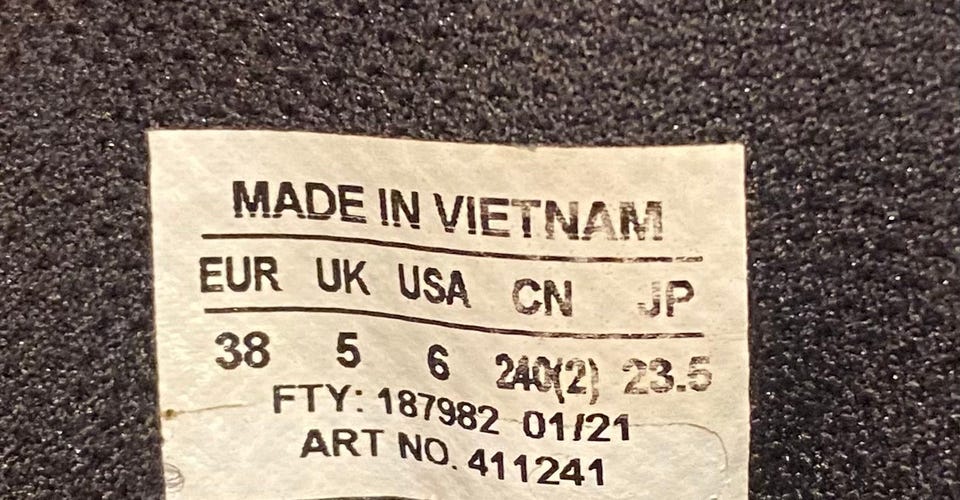 MADE IN VIETNAM
EUR UK USA CN JP
38 5 6 240(2) 23.5
FTY: 187982 01/21
ART NO. 411241